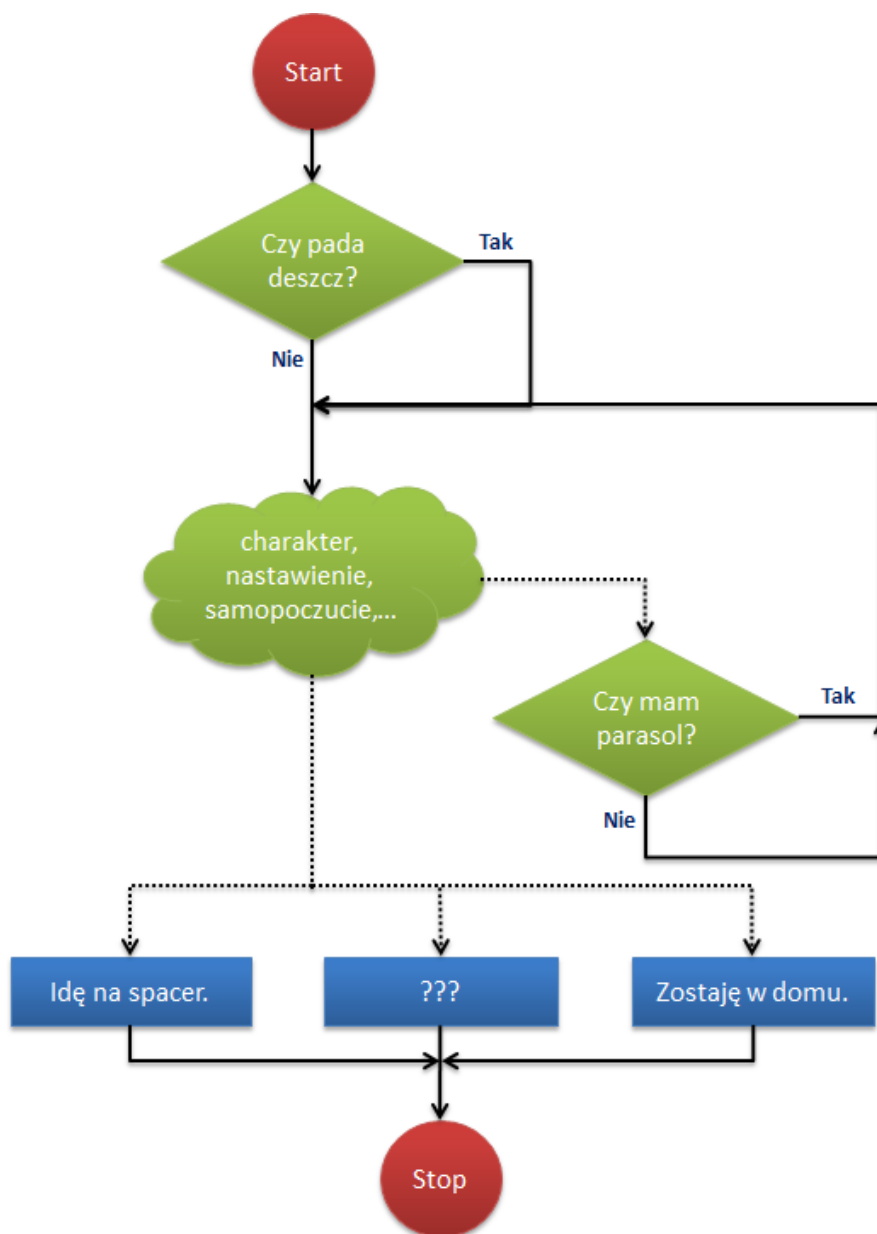 Start
Czy pada
deszcz?
Tak
Nie
charakter,
nastawienie,
samopoczucie,...
Czy mam
parasol?
Tak
Nie
Idę na spacer.
???
Zostaję w domu.
Stop